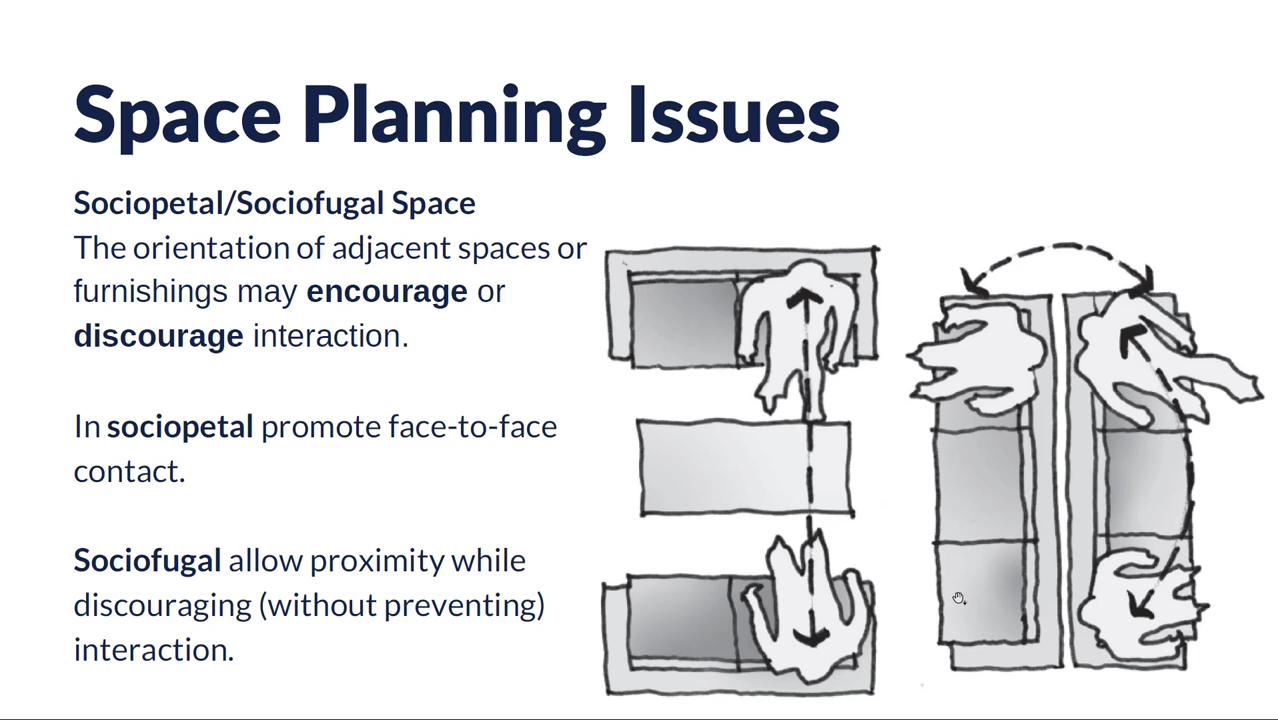 Space Planning Issues
Sociopetal/Sociofugal Space
The orientation of adjacent spaces or
furnishings may encourage or
discourage interaction.
In sociopetal promote face-to-face
contact.
Sociofugal allow proximity while
discouraging (without preventing)
interaction.